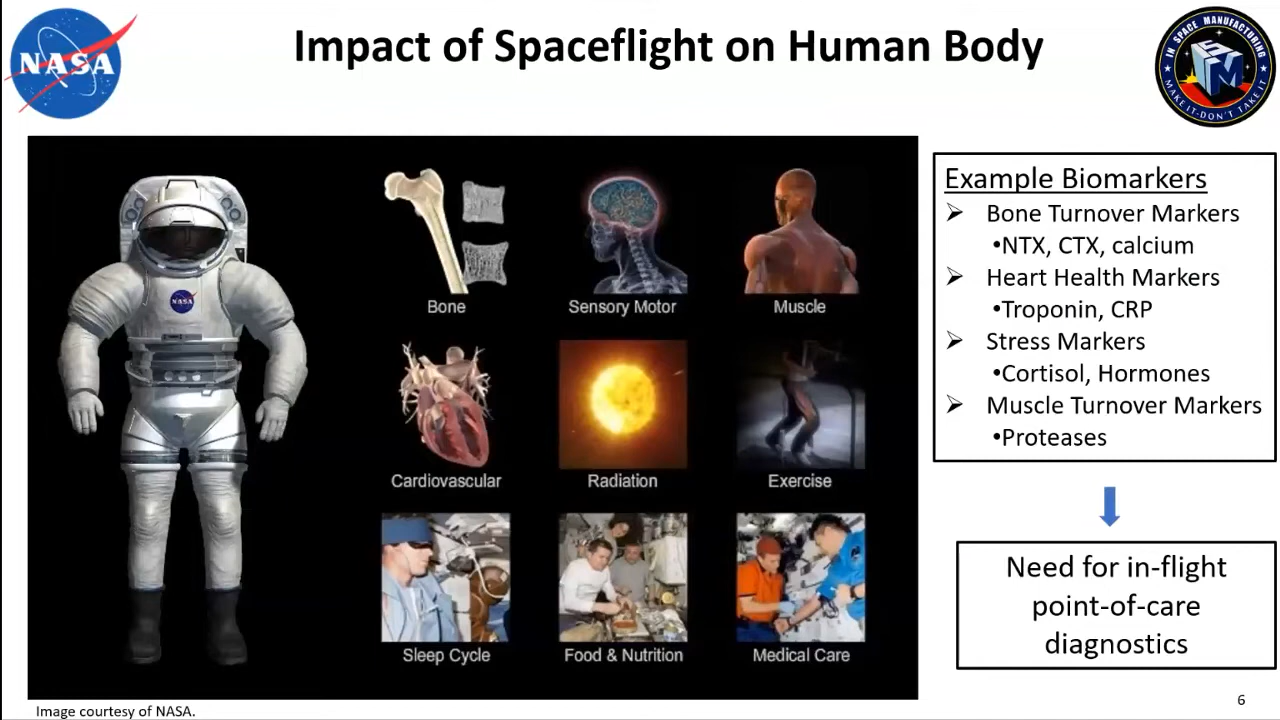 NASA
Impact of Spaceflight on Human Body
IN SPACE MANUFACTURING
ISM
MAKE IT-DON'T TAKE IT
NASA
Bone
Sensory Motor
Muscle
Cardiovascular
Radiation
Exercise
Sleep Cycle
Food & Nutrition
Medical Care
Example Biomarkers
➢ Bone Turnover Markers
•NTX, CTX, calcium
➢ Heart Health Markers
•Troponin, CRP
➢ Stress Markers
•Cortisol, Hormones
➢ Muscle Turnover Markers
•Proteases
Need for in-flight
point-of-care
diagnostics
Image courtesy of NASA.
6